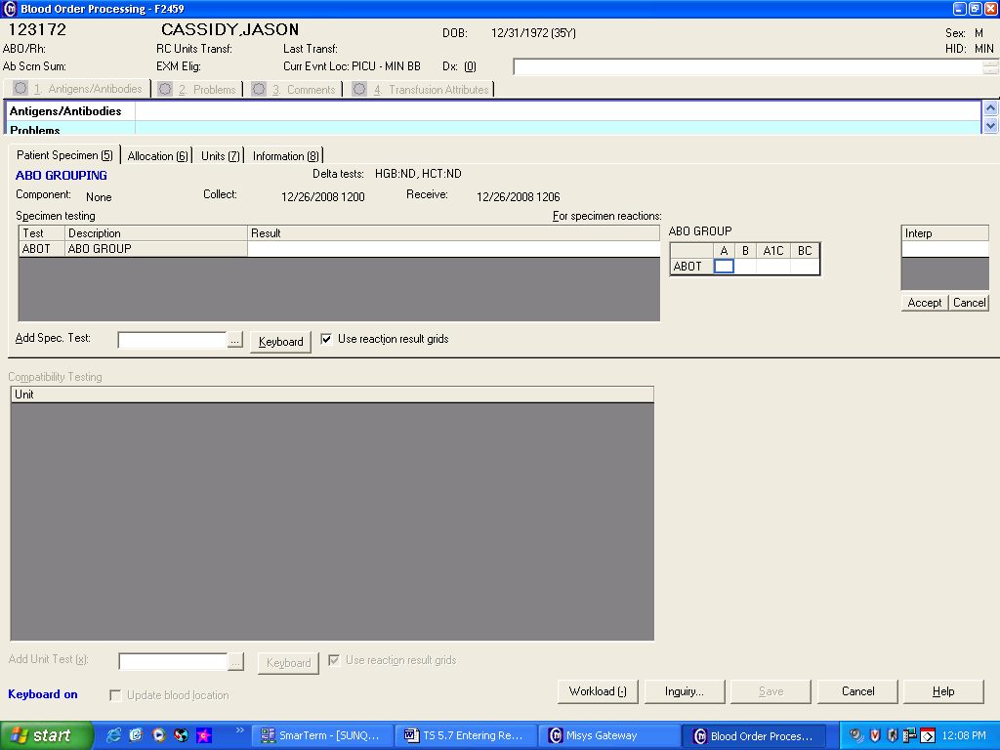 Blood Order Processing - F2459
123172 CASSIDY,JASON DOB: 12/31/1972 (35Y) Sex: M
ABO/Rh: RC Units Transf: Last Transf: HID: MIN
Ab Scrn Sum: EXM Elig: Curr Evnt Loc: PICU - MIN BB Dx: (0)
1. Antigens/Antibodies 2. Problems 3. Comments 4. Transfusion Attributes
Antigens/Antibodies
Problems
Patient Specimen (5) Allocation (6) Units (7) Information (8)
ABO GROUPING Delta tests: HGB:ND, HCT:ND
Component: None Collect: 12/26/2008 1200 Receive: 12/26/2008 1206
Specimen testing For specimen reactions:
Test Description Result ABO GROUP Interp
ABOT ABO GROUP A B A1C BC
ABOT
Accept Cancel
Add Spec. Test: ... Keyboard Use reaction result grids
Compatibility Testing
Unit
Add Unit Test (x): ... Keyboard Use reaction result grids
Keyboard on Update blood location Workload (-) Inquiry... Save Cancel Help
start SmarTerm - [SUNQ... TS 5.7 Entering Re... Misys Gateway Blood Order Proces... 12:08 PM